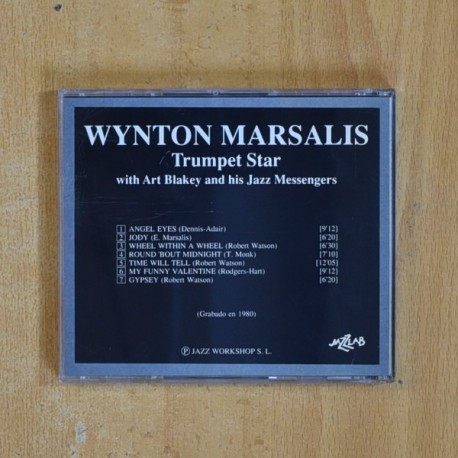 WYNTON MARSALIS
Trumpet Star
with Art Blakey and his Jazz Messengers
1 ANGEL EYES (Dennis-Adair) [9'12]
2 JODY (E. Marsalis) [6'20]
3 WHEEL WITHIN A WHEEL (Robert Watson) [6'30]
4 ROUND 'BOUT MIDNIGHT (T. Monk) [7'10]
5 TIME WILL TELL (Robert Watson) [12'05]
6 MY FUNNY VALENTINE (Rodgers-Hart) [9'12]
7 GYPSEY (Robert Watson) [6'20]
(Grabado en 1980)
Ⓟ JAZZ WORKSHOP S. L.
JAZZ LAB